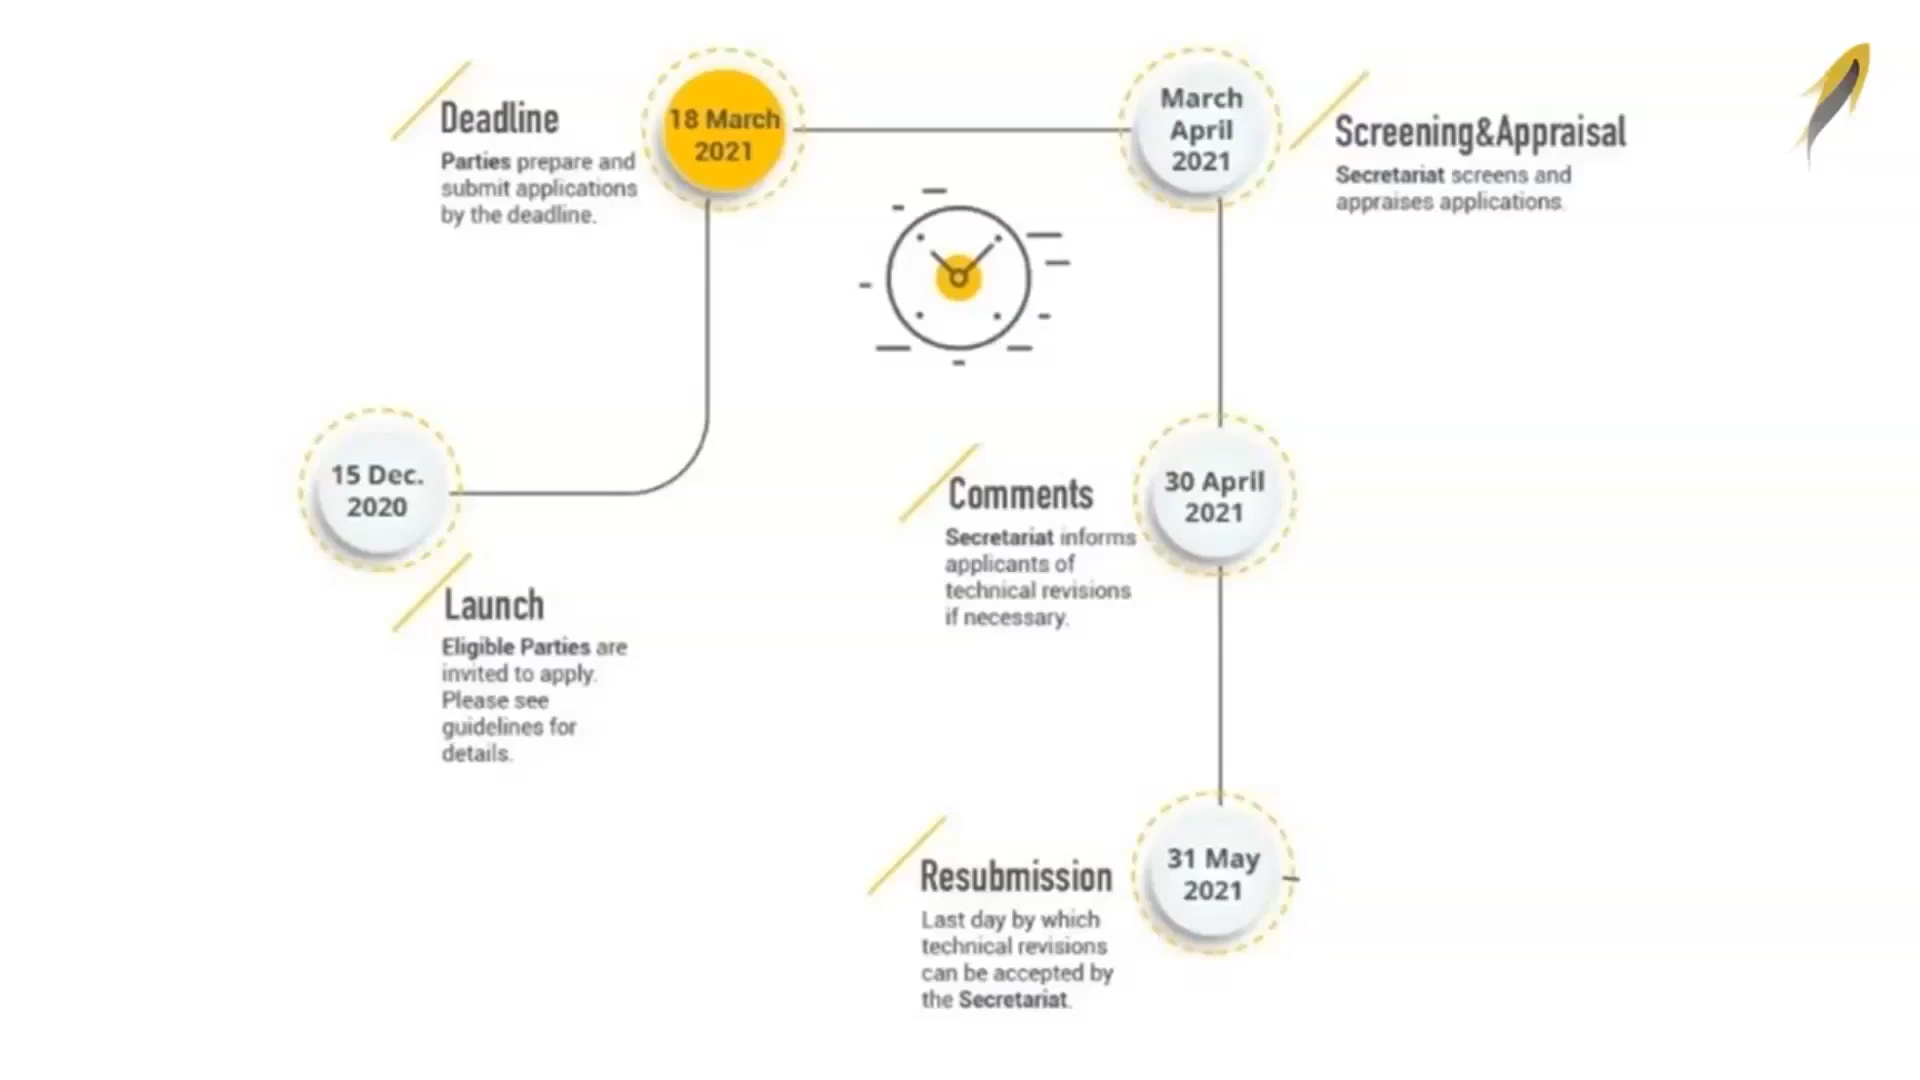 Deadline
Parties prepare and
submit applications
by the deadline.
18 March
2021
March
April
2021
Screening&Appraisal
Secretariat screens and
appraises applications.
15 Dec.
2020
Launch
Eligible Parties are
invited to apply.
Please see
guidelines for
details.
Comments
Secretariat informs
applicants of
technical revisions
if necessary.
30 April
2021
Resubmission
Last day by which
technical revisions
can be accepted by
the Secretariat.
31 May
2021